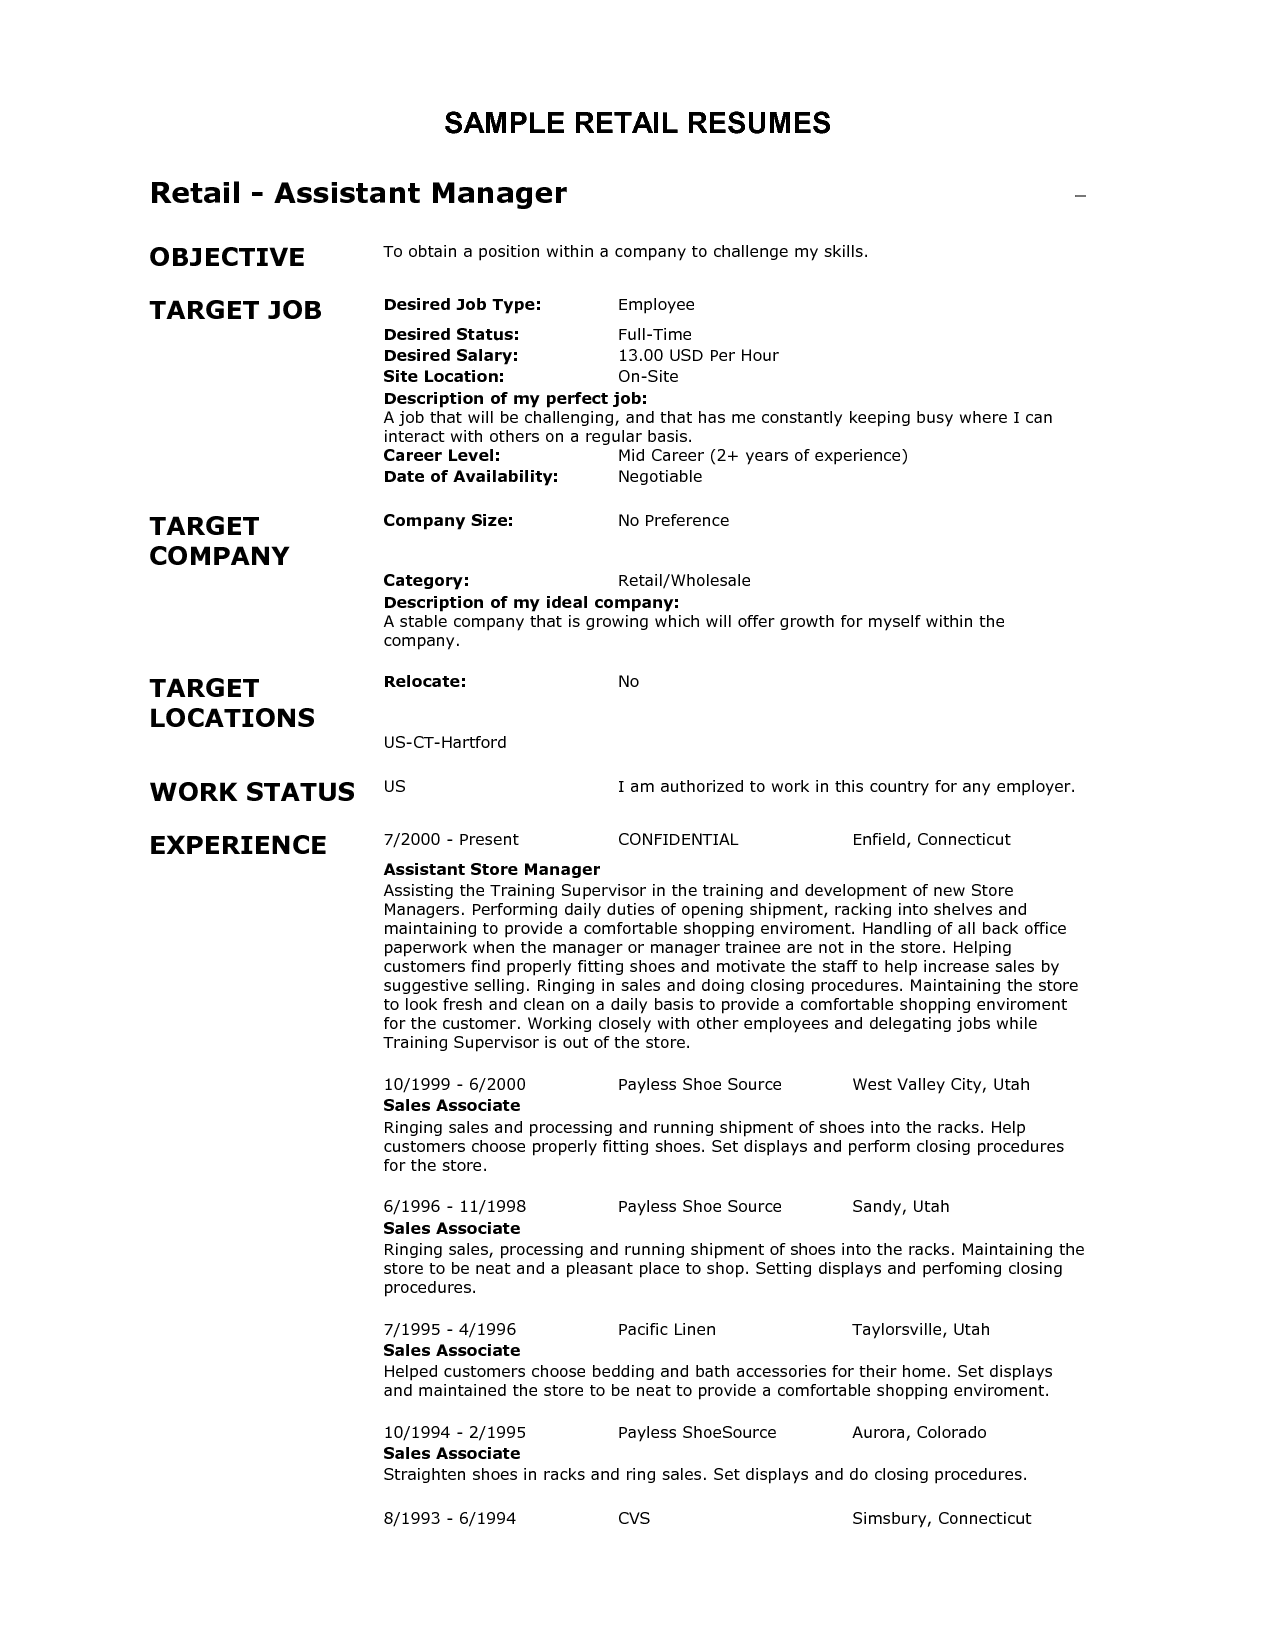 SAMPLE RETAIL RESUMES
Retail - Assistant Manager
–
OBJECTIVE
To obtain a position within a company to challenge my skills.
TARGET JOB
Desired Job Type: Employee
Desired Status: Full-Time
Desired Salary: 13.00 USD Per Hour
Site Location: On-Site
Description of my perfect job:
A job that will be challenging, and that has me constantly keeping busy where I can
interact with others on a regular basis.
Career Level: Mid Career (2+ years of experience)
Date of Availability: Negotiable
TARGET
COMPANY
Company Size: No Preference
Category: Retail/Wholesale
Description of my ideal company:
A stable company that is growing which will offer growth for myself within the
company.
TARGET
LOCATIONS
Relocate: No
US-CT-Hartford
WORK STATUS
US I am authorized to work in this country for any employer.
EXPERIENCE
7/2000 - Present CONFIDENTIAL Enfield, Connecticut
Assistant Store Manager
Assisting the Training Supervisor in the training and development of new Store
Managers. Performing daily duties of opening shipment, racking into shelves and
maintaining to provide a comfortable shopping enviroment. Handling of all back office
paperwork when the manager or manager trainee are not in the store. Helping
customers find properly fitting shoes and motivate the staff to help increase sales by
suggestive selling. Ringing in sales and doing closing procedures. Maintaining the store
to look fresh and clean on a daily basis to provide a comfortable shopping enviroment
for the customer. Working closely with other employees and delegating jobs while
Training Supervisor is out of the store.
10/1999 - 6/2000 Payless Shoe Source West Valley City, Utah
Sales Associate
Ringing sales and processing and running shipment of shoes into the racks. Help
customers choose properly fitting shoes. Set displays and perform closing procedures
for the store.
6/1996 - 11/1998 Payless Shoe Source Sandy, Utah
Sales Associate
Ringing sales, processing and running shipment of shoes into the racks. Maintaining the
store to be neat and a pleasant place to shop. Setting displays and perfoming closing
procedures.
7/1995 - 4/1996 Pacific Linen Taylorsville, Utah
Sales Associate
Helped customers choose bedding and bath accessories for their home. Set displays
and maintained the store to be neat to provide a comfortable shopping enviroment.
10/1994 - 2/1995 Payless ShoeSource Aurora, Colorado
Sales Associate
Straighten shoes in racks and ring sales. Set displays and do closing procedures.
8/1993 - 6/1994 CVS Simsbury, Connecticut